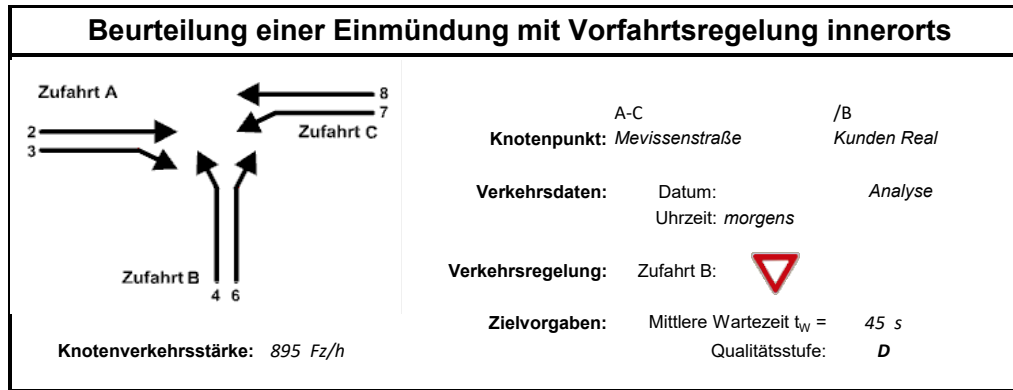 Beurteilung einer Einmündung mit Vorfahrtsregelung innerorts
Zufahrt A
8
7
Zufahrt C
2
3
Zufahrt B
4 6
Knotenverkehrsstärke: 895 Fz/h
A-C /B
Knotenpunkt: Mevissenstraße Kunden Real
Verkehrsdaten: Datum: Analyse
Uhrzeit: morgens
Verkehrsregelung: Zufahrt B:
Zielvorgaben: Mittlere Wartezeit tW = 45 s
Qualitätsstufe: D